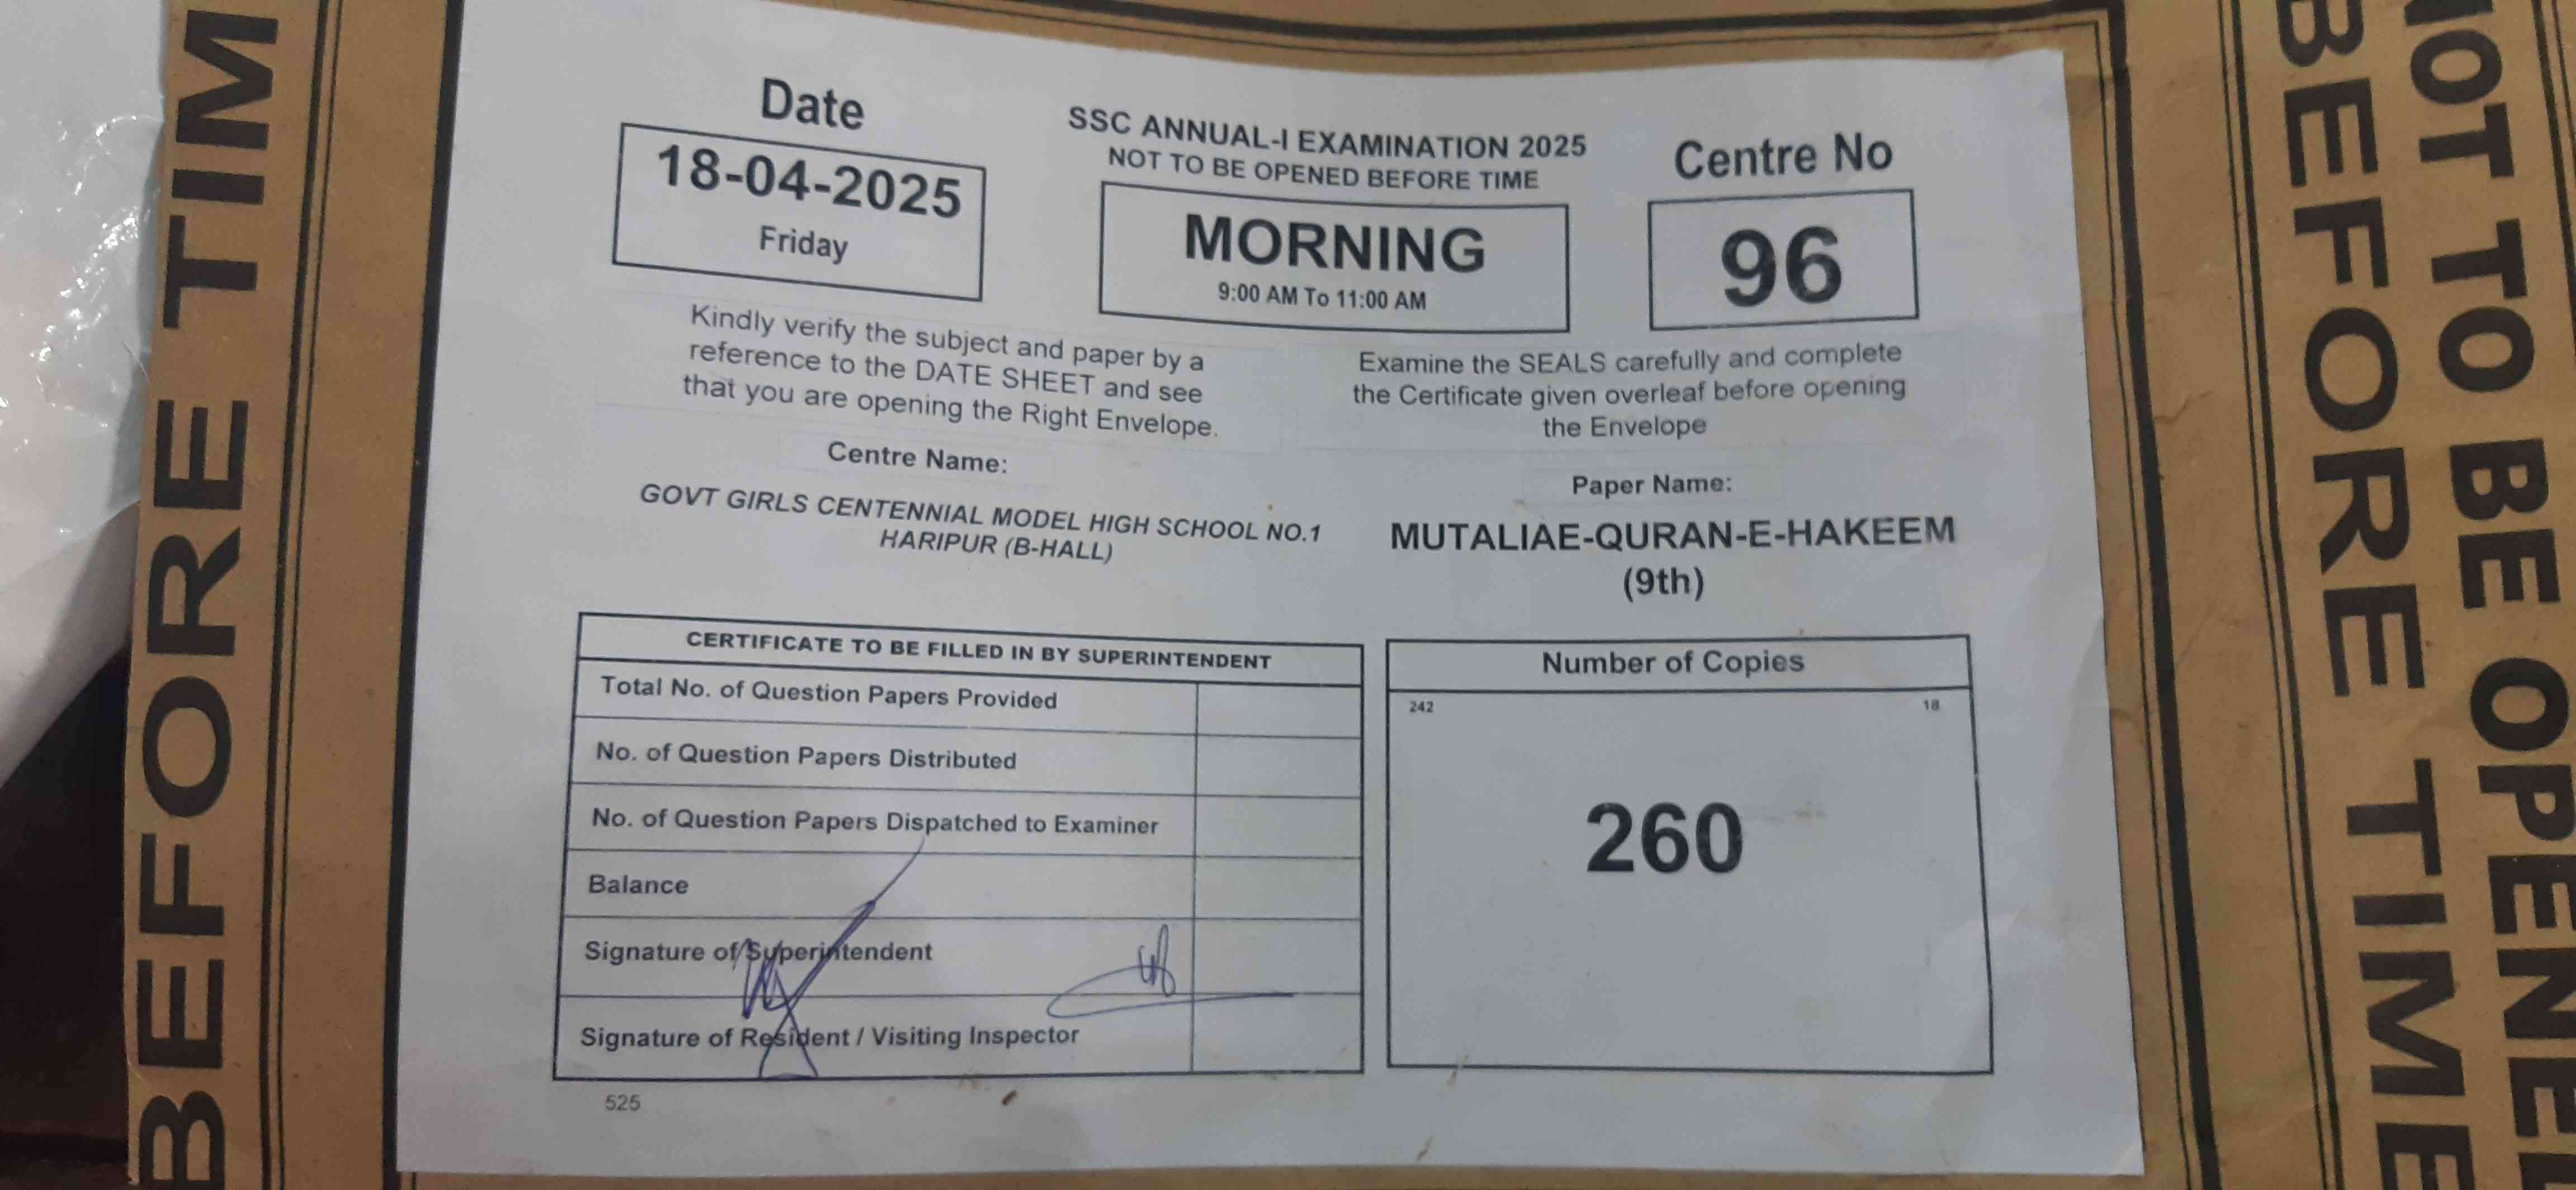 Date
18-04-2025
Friday
SSC ANNUAL-I EXAMINATION 2025
NOT TO BE OPENED BEFORE TIME
MORNING
9:00 AM To 11:00 AM
Centre No
96
Kindly verify the subject and paper by a
reference to the DATE SHEET and see
that you are opening the Right Envelope.
Examine the SEALS carefully and complete
the Certificate given overleaf before opening
the Envelope
Centre Name:
GOVT GIRLS CENTENNIAL MODEL HIGH SCHOOL NO.1
HARIPUR (B-HALL)
Paper Name:
MUTALIAE-QURAN-E-HAKEEM
(9th)
CERTIFICATE TO BE FILLED IN BY SUPERINTENDENT
Total No. of Question Papers Provided
No. of Question Papers Distributed
No. of Question Papers Dispatched to Examiner
Balance
Signature of Superintendent
Signature of Resident / Visiting Inspector
525
Number of Copies
242 18
260
BEFORE TIM
BEFORE TIME
NOT TO BE OPENE